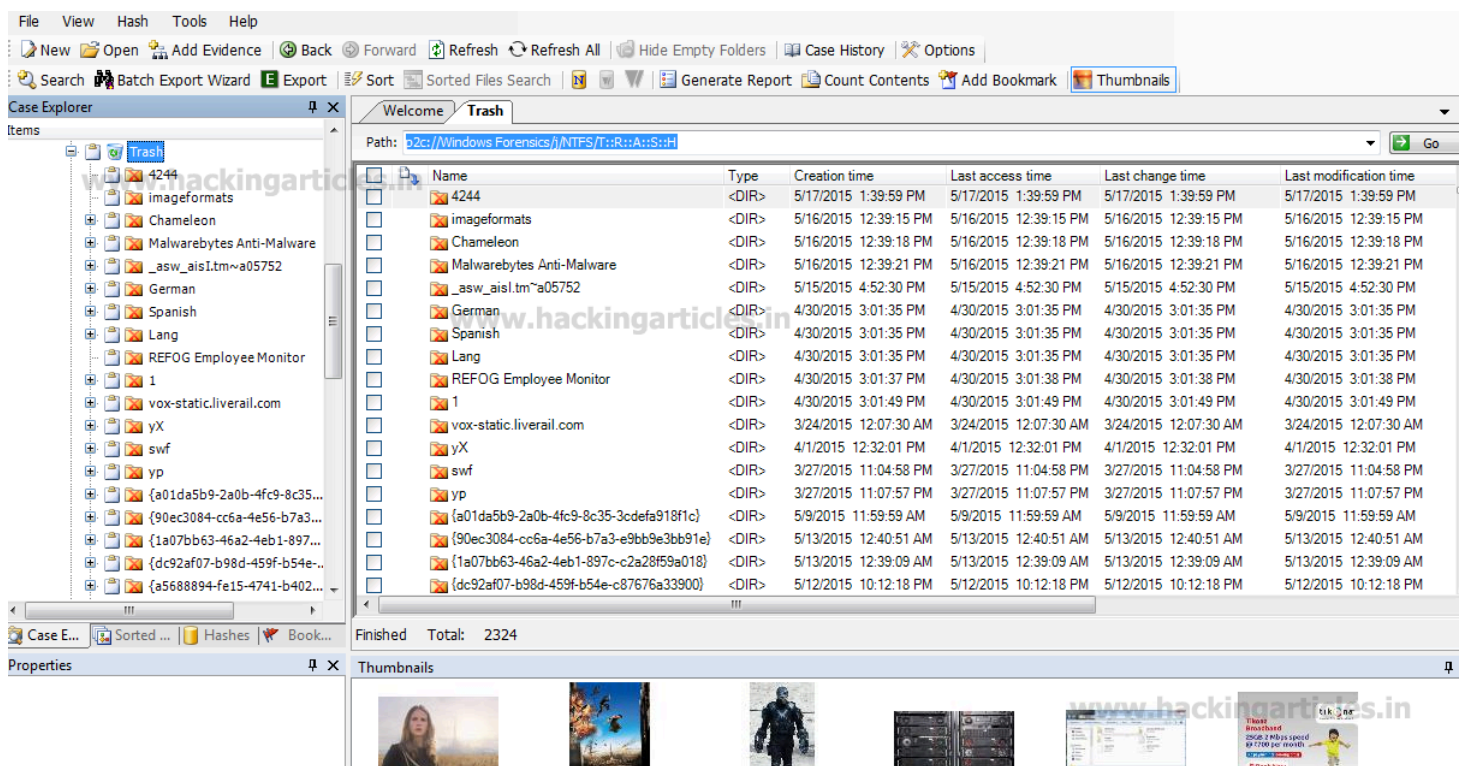 File View Hash Tools Help
New Open Add Evidence Back Forward Refresh Refresh All Hide Empty Folders Case History Options
Search Batch Export Wizard E Export Sort Sorted Files Search N W Generate Report Count Contents Add Bookmark Thumbnails
Case Explorer
Welcome Trash
Items
Path: p2c://Windows Forensics/j/NTFS/T::R::A::S::H Go
Trash
4244
imageformats
Chameleon
Malwarebytes Anti-Malware
_asw_aisI.tm~a05752
German
Spanish
Lang
REFOG Employee Monitor
1
vox-static.liverail.com
yX
swf
yp
{a01da5b9-2a0b-4fc9-8c35...
{90ec3084-cc6a-4e56-b7a3...
{1a07bb63-46a2-4eb1-897...
{dc92af07-b98d-459f-b54e-..
{a5688894-fe15-4741-b402...
Name Type Creation time Last access time Last change time Last modification time
4244 <DIR> 5/17/2015 1:39:59 PM 5/17/2015 1:39:59 PM 5/17/2015 1:39:59 PM 5/17/2015 1:39:59 PM
imageformats <DIR> 5/16/2015 12:39:15 PM 5/16/2015 12:39:15 PM 5/16/2015 12:39:15 PM 5/16/2015 12:39:15 PM
Chameleon <DIR> 5/16/2015 12:39:18 PM 5/16/2015 12:39:18 PM 5/16/2015 12:39:18 PM 5/16/2015 12:39:18 PM
Malwarebytes Anti-Malware <DIR> 5/16/2015 12:39:21 PM 5/16/2015 12:39:21 PM 5/16/2015 12:39:21 PM 5/16/2015 12:39:21 PM
_asw_aisI.tm~a05752 <DIR> 5/15/2015 4:52:30 PM 5/15/2015 4:52:30 PM 5/15/2015 4:52:30 PM 5/15/2015 4:52:30 PM
German <DIR> 4/30/2015 3:01:35 PM 4/30/2015 3:01:35 PM 4/30/2015 3:01:35 PM 4/30/2015 3:01:35 PM
Spanish <DIR> 4/30/2015 3:01:35 PM 4/30/2015 3:01:35 PM 4/30/2015 3:01:35 PM 4/30/2015 3:01:35 PM
Lang <DIR> 4/30/2015 3:01:35 PM 4/30/2015 3:01:35 PM 4/30/2015 3:01:35 PM 4/30/2015 3:01:35 PM
REFOG Employee Monitor <DIR> 4/30/2015 3:01:37 PM 4/30/2015 3:01:38 PM 4/30/2015 3:01:38 PM 4/30/2015 3:01:38 PM
1 <DIR> 4/30/2015 3:01:49 PM 4/30/2015 3:01:49 PM 4/30/2015 3:01:49 PM 4/30/2015 3:01:49 PM
vox-static.liverail.com <DIR> 3/24/2015 12:07:30 AM 3/24/2015 12:07:30 AM 3/24/2015 12:07:30 AM 3/24/2015 12:07:30 AM
yX <DIR> 4/1/2015 12:32:01 PM 4/1/2015 12:32:01 PM 4/1/2015 12:32:01 PM 4/1/2015 12:32:01 PM
swf <DIR> 3/27/2015 11:04:58 PM 3/27/2015 11:04:58 PM 3/27/2015 11:04:58 PM 3/27/2015 11:04:58 PM
yp <DIR> 3/27/2015 11:07:57 PM 3/27/2015 11:07:57 PM 3/27/2015 11:07:57 PM 3/27/2015 11:07:57 PM
{a01da5b9-2a0b-4fc9-8c35-3cdefa918f1c} <DIR> 5/9/2015 11:59:59 AM 5/9/2015 11:59:59 AM 5/9/2015 11:59:59 AM 5/9/2015 11:59:59 AM
{90ec3084-cc6a-4e56-b7a3-e9bb9e3bb91e} <DIR> 5/13/2015 12:40:51 AM 5/13/2015 12:40:51 AM 5/13/2015 12:40:51 AM 5/13/2015 12:40:51 AM
{1a07bb63-46a2-4eb1-897c-c2a28f59a018} <DIR> 5/13/2015 12:39:09 AM 5/13/2015 12:39:09 AM 5/13/2015 12:39:09 AM 5/13/2015 12:39:09 AM
{dc92af07-b98d-459f-b54e-c87676a33900} <DIR> 5/12/2015 10:12:18 PM 5/12/2015 10:12:18 PM 5/12/2015 10:12:18 PM 5/12/2015 10:12:18 PM
www.hackingarticles.in
www.hackingarticles.in
Case E... Sorted ... Hashes Book...
Finished Total: 2324
Properties
Thumbnails
www.hackingarticles.in
tikona
Tikona
Broadband
25GB 2 Mbps speed
@ ₹700 per month